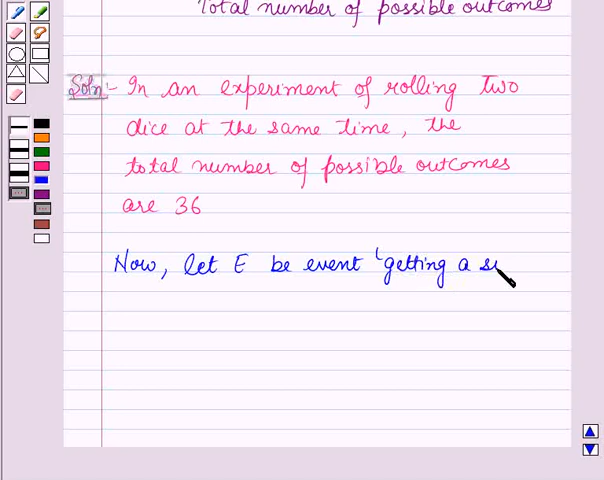 Total number of possible outcomes
Soln:- In an experiment of rolling two
dice at the same time, the
total number of possible outcomes
are 36
Now, let E be event 'getting a su